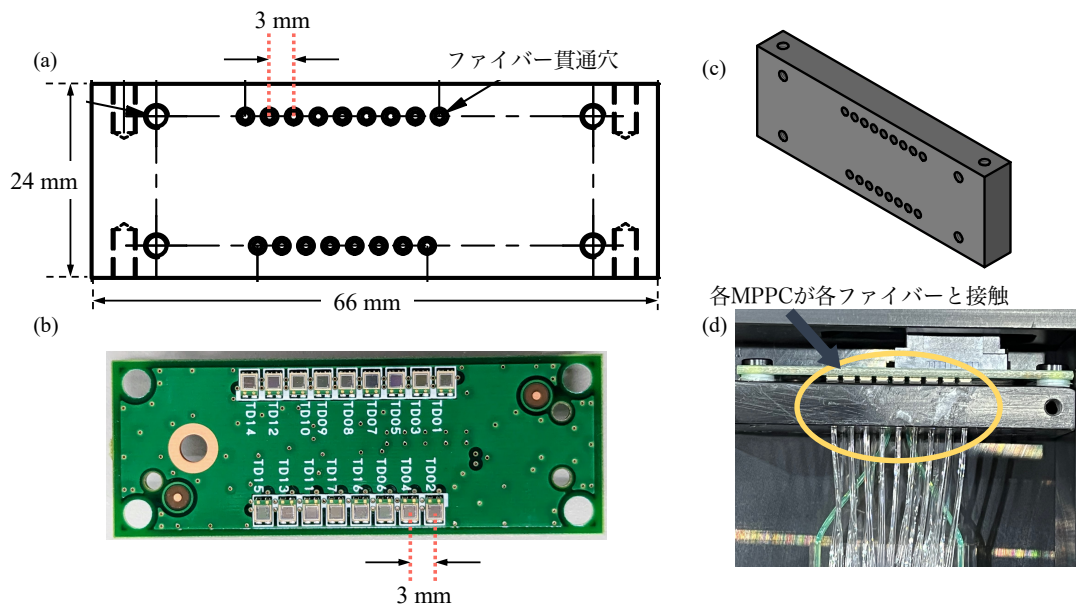 3 mm
(a)
ファイバー貫通穴
24 mm
66 mm
(b)
TD14
TD12
TD10
TD09
TD08
TD07
TD05
TD03
TD01
TD15
TD13
TD11
TD17
TD16
TD06
TD04
TD02
3 mm
(c)
各MPPCが各ファイバーと接触
(d)